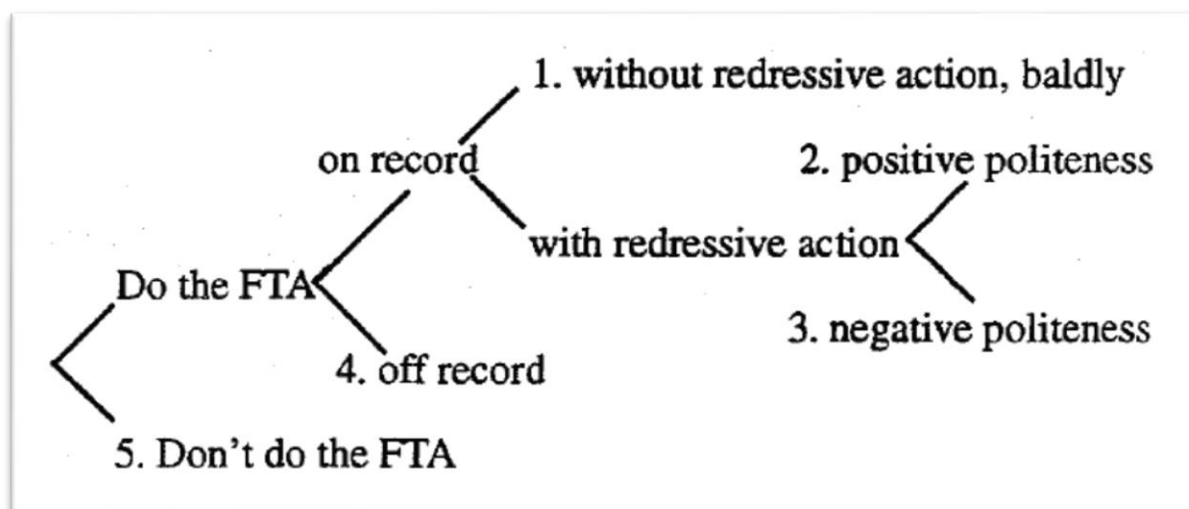 1. without redressive action, baldly
on record
2. positive politeness
with redressive action
Do the FTA
3. negative politeness
4. off record
5. Don't do the FTA